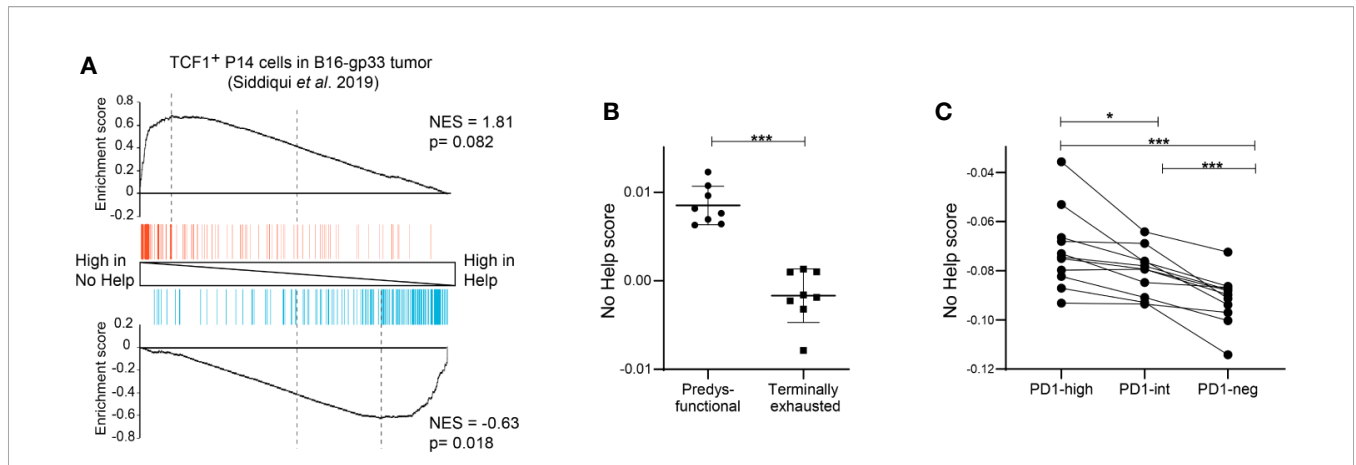 A
TCF1+ P14 cells in B16-gp33 tumor
(Siddiqui et al. 2019)
Enrichment score
0.8
0.6
0.4
0.2
0
-0.2
NES = 1.81
p= 0.082
High in
No Help
High in
Help
Enrichment score
0.2
0
-0.2
-0.4
-0.6
-0.8
NES = -0.63
p= 0.018
B
***
No Help score
0.01
0.00
-0.01
Predys-
functional
Terminally
exhausted
C
*
***
***
No Help score
-0.04
-0.06
-0.08
-0.10
-0.12
PD1-high
PD1-int
PD1-neg